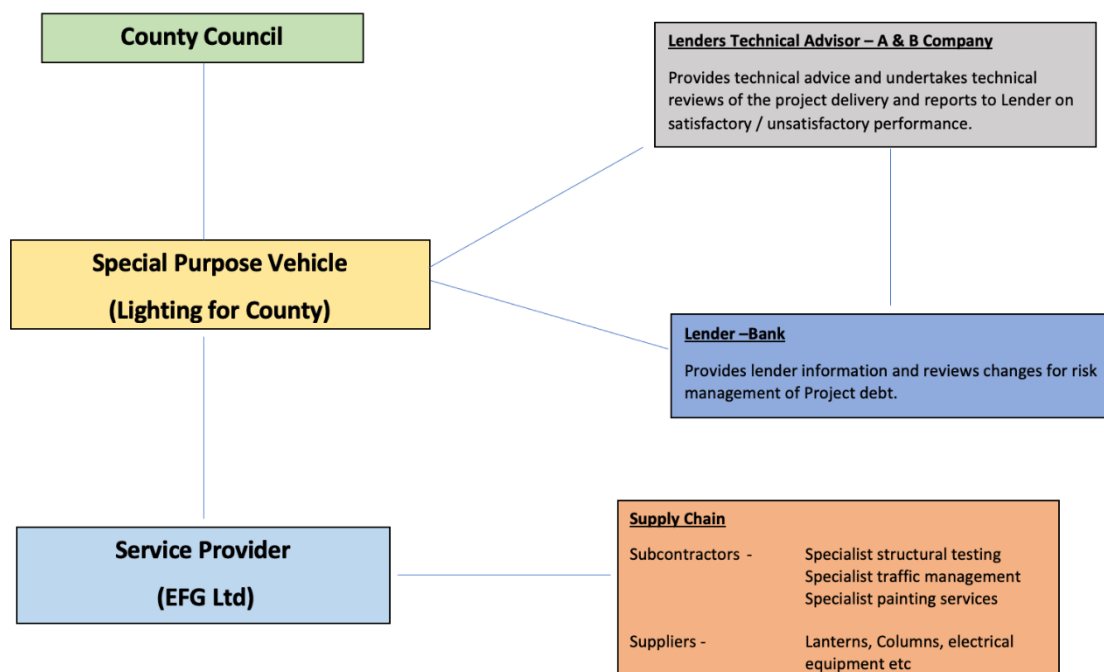 County Council
Lenders Technical Advisor – A & B Company
Provides technical advice and undertakes technical
reviews of the project delivery and reports to Lender on
satisfactory / unsatisfactory performance.
Special Purpose Vehicle
(Lighting for County)
Lender –Bank
Provides lender information and reviews changes for risk
management of Project debt.
Service Provider
(EFG Ltd)
Supply Chain
Subcontractors - Specialist structural testing
Specialist traffic management
Specialist painting services
Suppliers - Lanterns, Columns, electrical
equipment etc